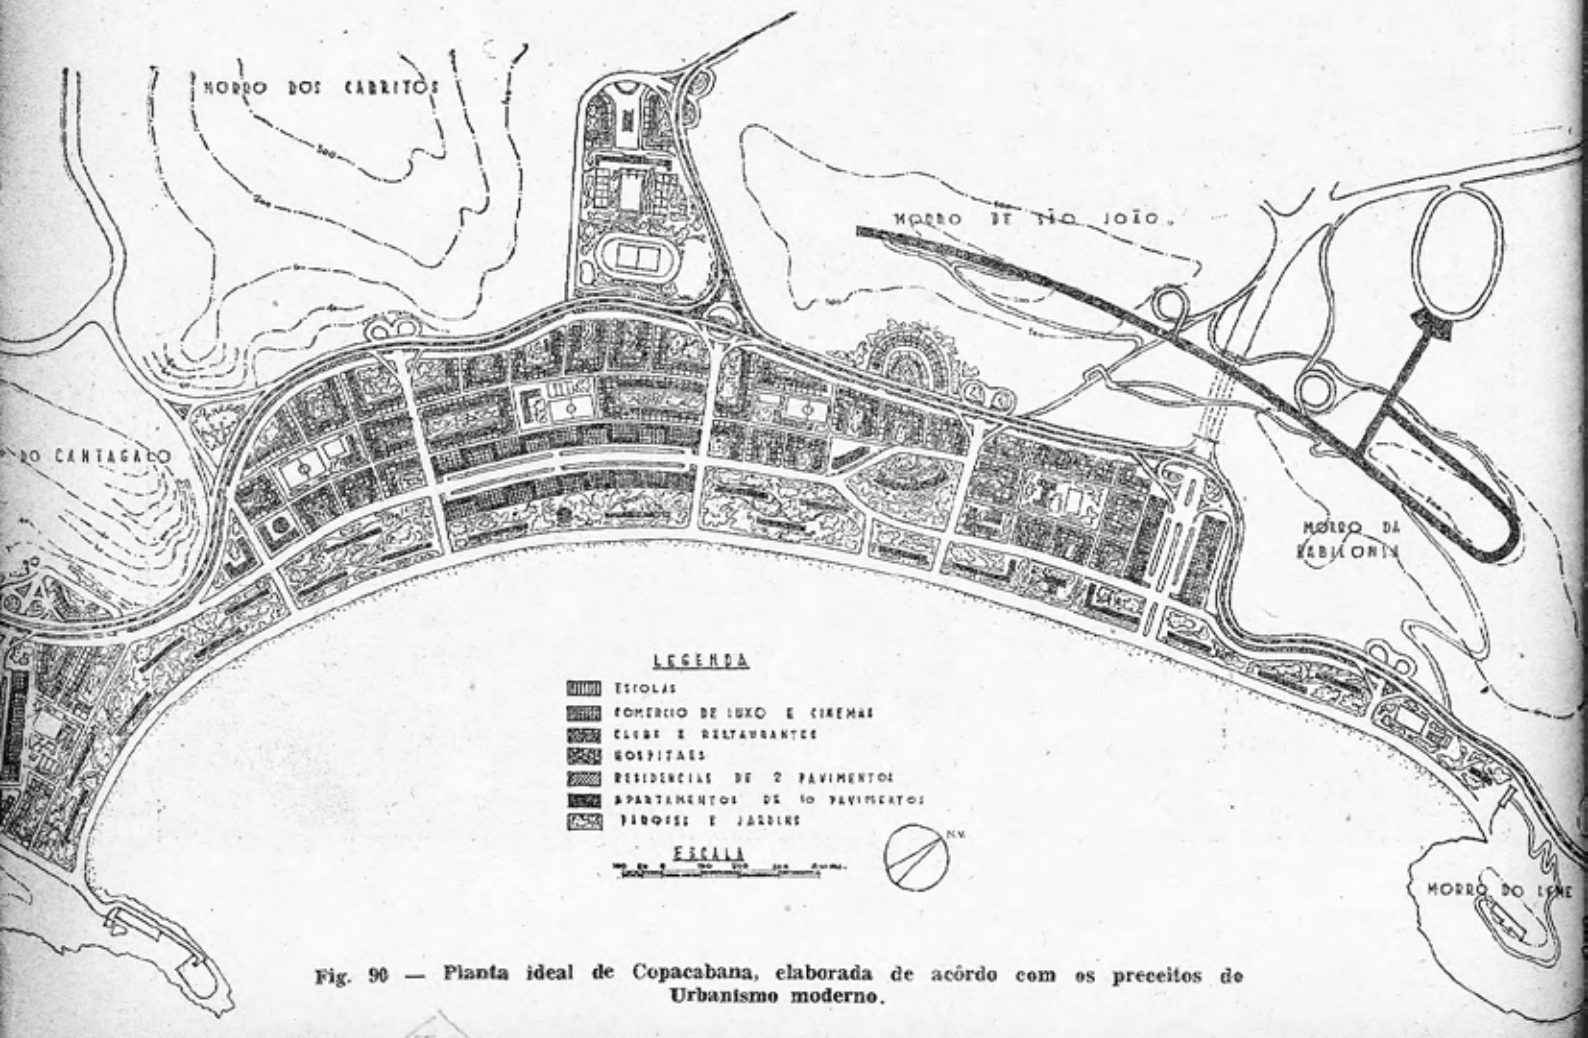 MORRO DOS CABRITOS
MORRO DE SÃO JOÃO.
DO CANTAGALO
MORRO DA
BABILONIA
LEGENDA
ESCOLAS
COMERCIO DE LUXO E CINEMAS
CLUBS E RESTAURANTES
HOSPITAES
RESIDENCIAS DE 2 PAVIMENTOS
APARTAMENTOS DE 10 PAVIMENTOS
PARQUES E JARDINS
ESCALA
N.V.
MORRO DO LEME
Fig. 90 — Planta ideal de Copacabana, elaborada de acôrdo com os preceitos do
Urbanismo moderno.